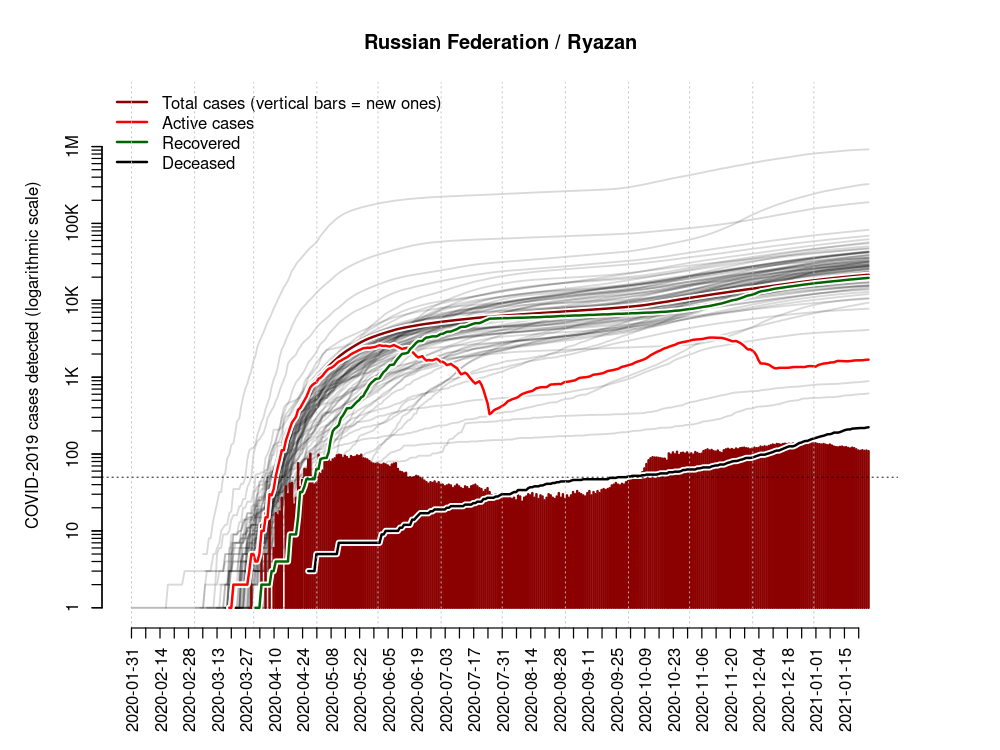 Russian Federation / Ryazan
Total cases (vertical bars = new ones)
Active cases
Recovered
Deceased
COVID-2019 cases detected (logarithmic scale)
1M
100K
10K
1K
100
10
1
2020-01-31
2020-02-14
2020-02-28
2020-03-13
2020-03-27
2020-04-10
2020-04-24
2020-05-08
2020-05-22
2020-06-05
2020-06-19
2020-07-03
2020-07-17
2020-07-31
2020-08-14
2020-08-28
2020-09-11
2020-09-25
2020-10-09
2020-10-23
2020-11-06
2020-11-20
2020-12-04
2020-12-18
2021-01-01
2021-01-15